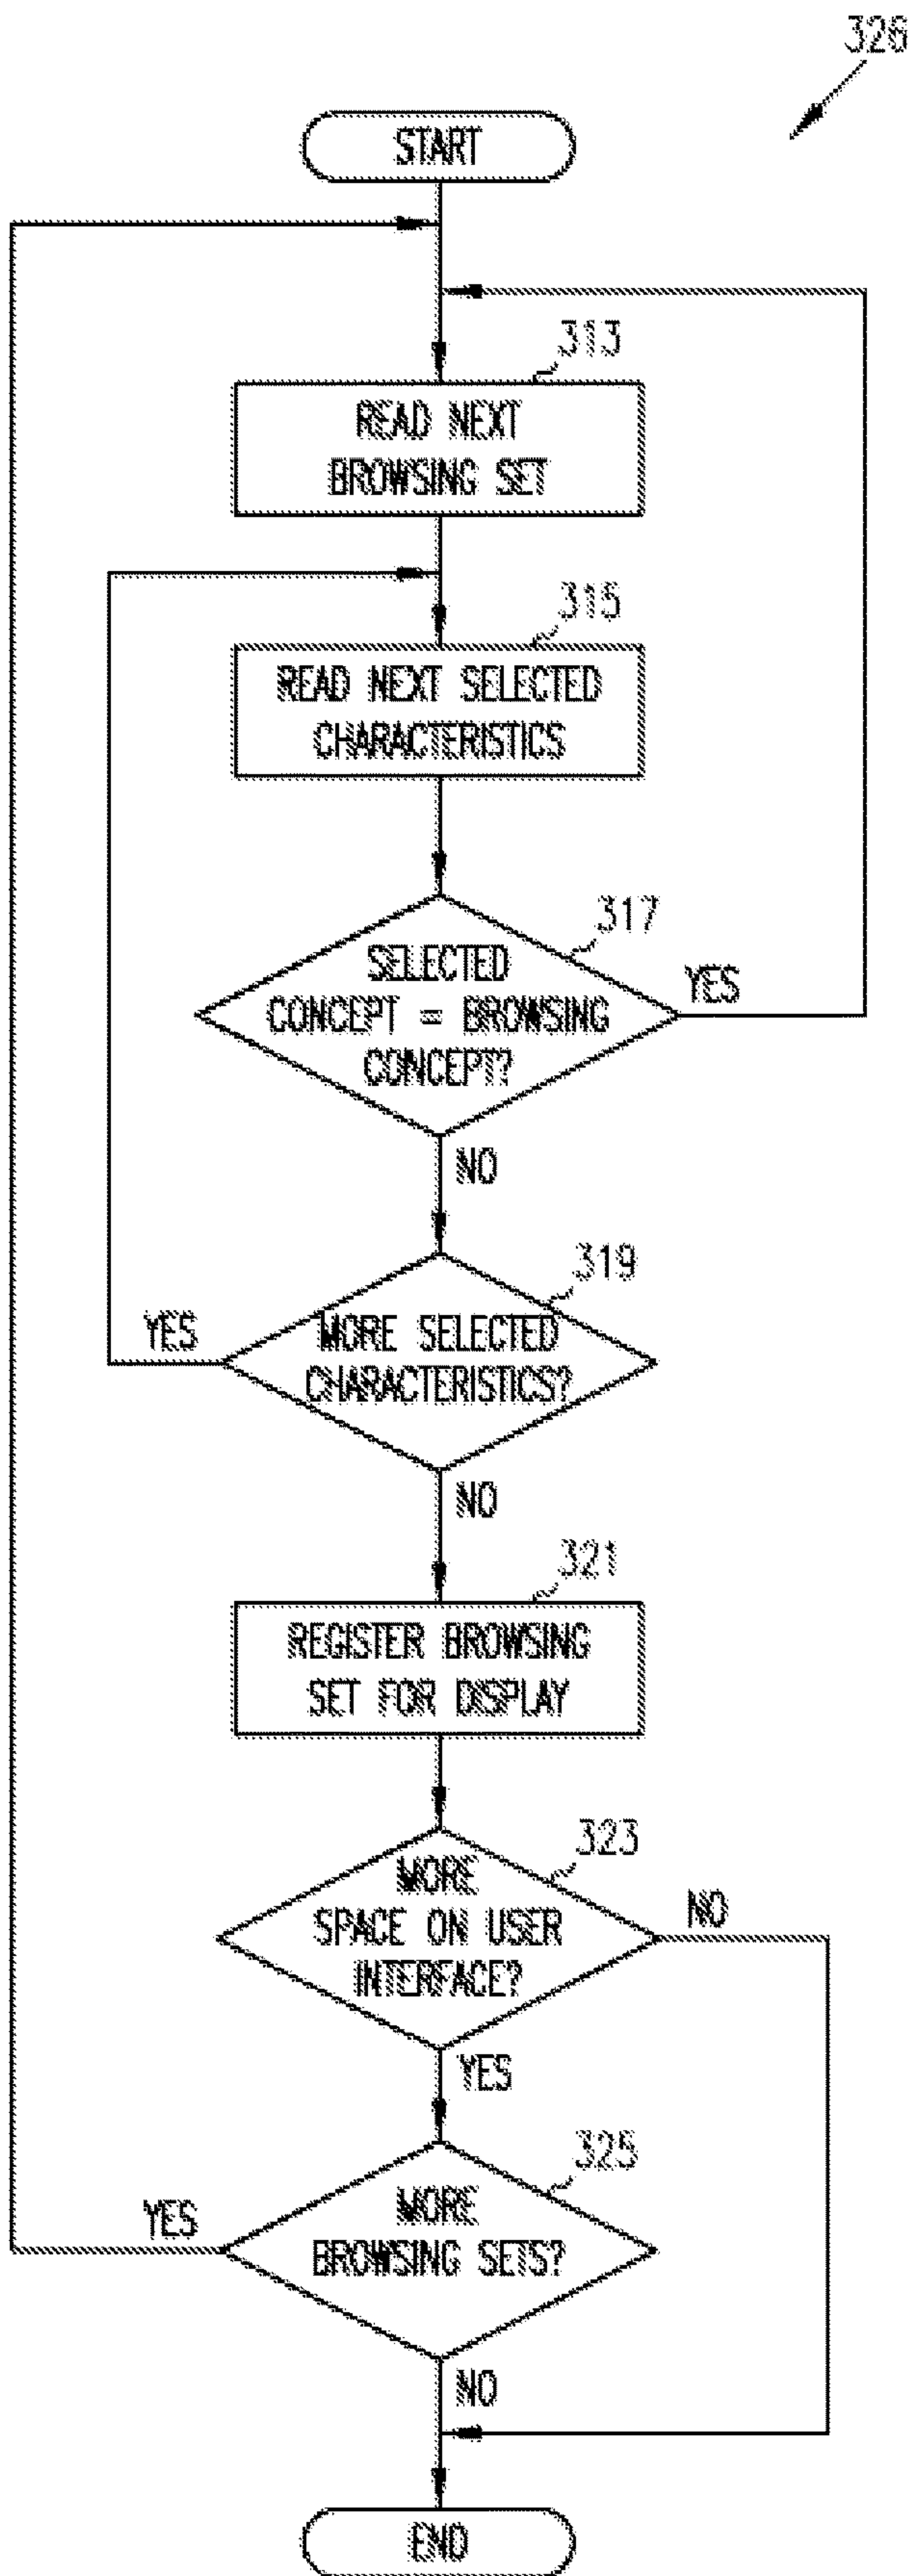 326
START
313
READ NEXT
BROWSING SET
315
READ NEXT SELECTED
CHARACTERISTICS
317
SELECTED
CONCEPT = BROWSING
CONCEPT?
YES
NO
319
MORE SELECTED
CHARACTERISTICS?
YES
NO
321
REGISTER BROWSING
SET FOR DISPLAY
323
MORE
SPACE ON USER
INTERFACE?
NO
YES
325
MORE
BROWSING SETS?
YES
NO
END